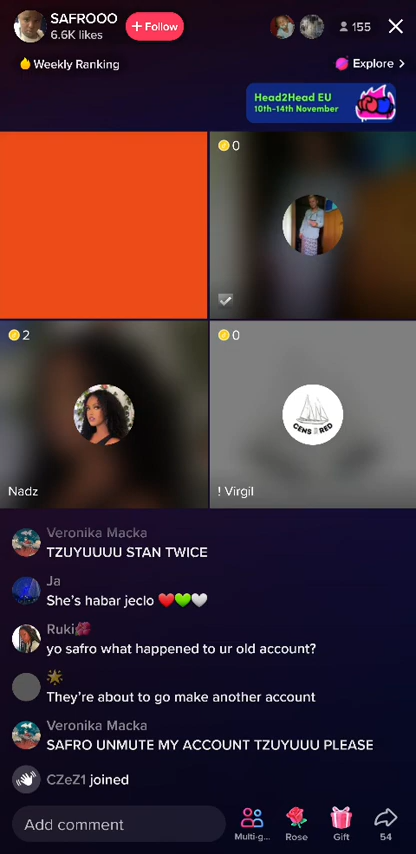 SAFROOO
6.6K likes
+ Follow
155
Weekly Ranking
Explore >
Head2Head EU
10th-14th November
0
2
0
CENS RED
Nadz
! Virgil
Veronika Macka
TZUYUUUU STAN TWICE
Ja
She's habar jeclo ❤️💚🤍
Ruki
yo safro what happened to ur old account?
🌟
They're about to go make another account
Veronika Macka
SAFRO UNMUTE MY ACCOUNT TZUYUUU PLEASE
CZeZ1 joined
Add comment
Multi-g...
Rose
Gift
54